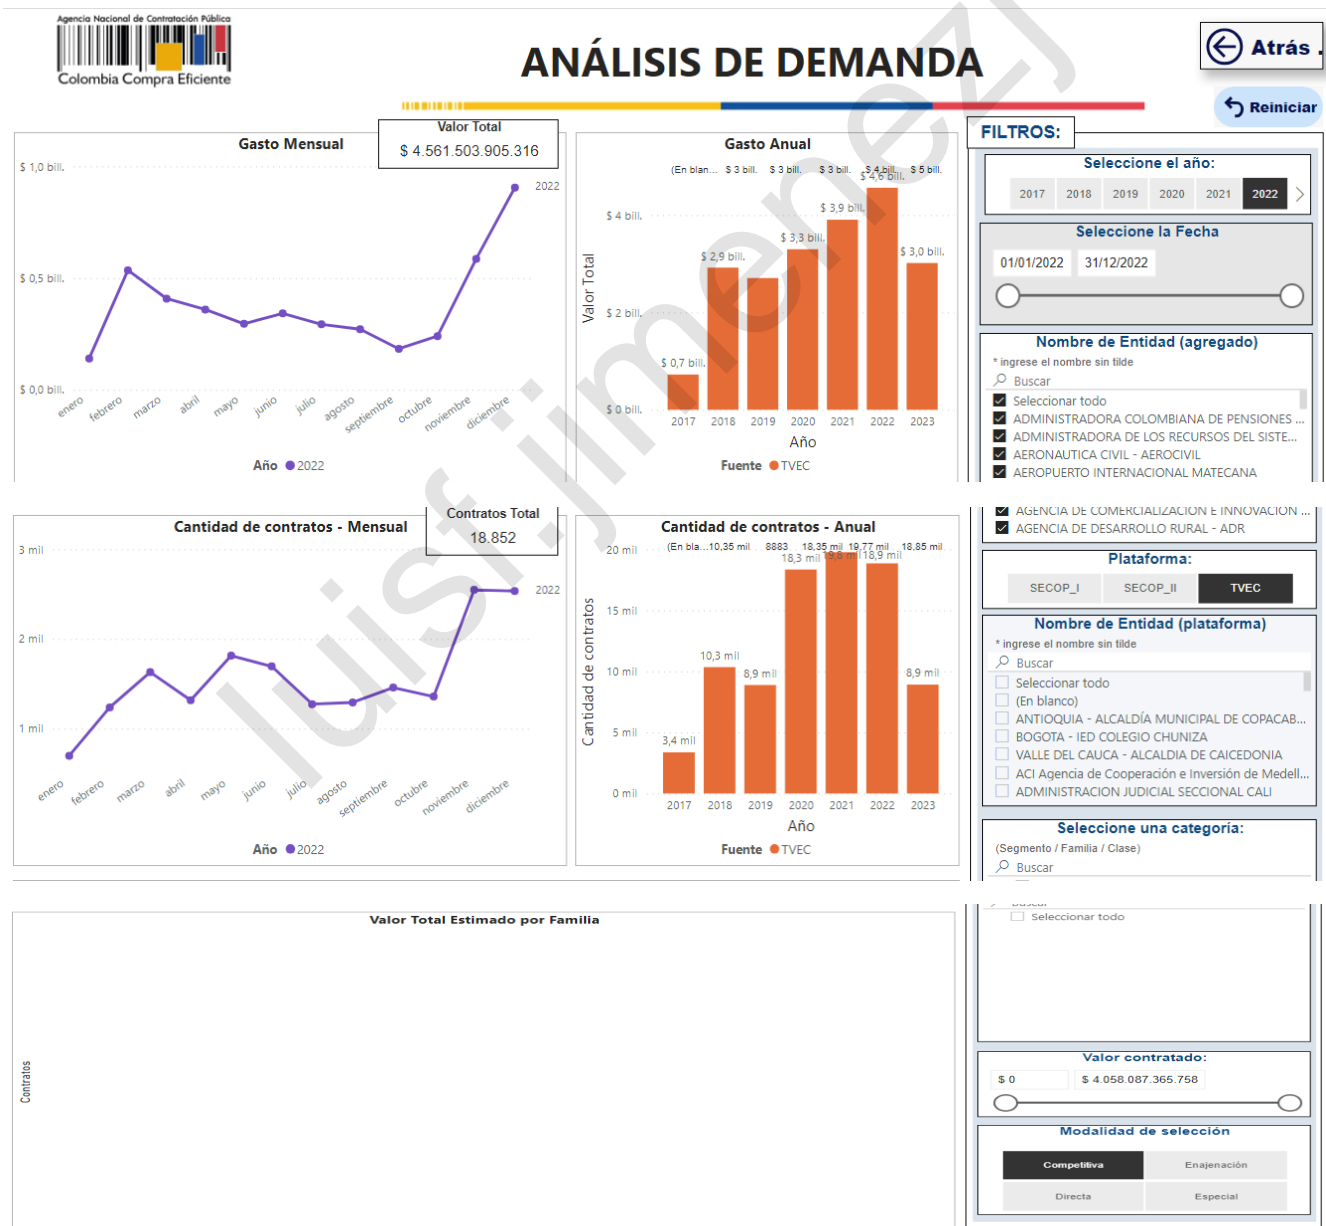 Agencia Nacional de Contratación Pública
Colombia Compra Eficiente
ANÁLISIS DE DEMANDA
Atrás .
Reiniciar
Gasto Mensual
Valor Total
$ 4.561.503.905.316
$ 1,0 bill.
$ 0,5 bill.
$ 0,0 bill.
2022
enero
febrero
marzo
abril
mayo
junio
julio
agosto
septiembre
octubre
noviembre
diciembre
Año 2022
Gasto Anual
(En blan... $ 3 bill. $ 3 bill. $ 3 bill. $ 4 bill. $ 5 bill.
Valor Total
$ 4 bill.
$ 2 bill.
$ 0 bill.
$ 0,7 bill.
$ 2,9 bill.
$ 3,3 bill.
$ 3,9 bill.
$ 4,6 bill.
$ 3,0 bill.
2017 2018 2019 2020 2021 2022 2023
Año
Fuente TVEC
FILTROS:
Seleccione el año:
2017 2018 2019 2020 2021 2022
Seleccione la Fecha
01/01/2022 31/12/2022
Nombre de Entidad (agregado)
* ingrese el nombre sin tilde
Buscar
Seleccionar todo
ADMINISTRADORA COLOMBIANA DE PENSIONES ...
ADMINISTRADORA DE LOS RECURSOS DEL SISTE...
AERONAUTICA CIVIL - AEROCIVIL
AEROPUERTO INTERNACIONAL MATECANA
AGENCIA DE COMERCIALIZACION E INNOVACION ...
AGENCIA DE DESARROLLO RURAL - ADR
Cantidad de contratos - Mensual
Contratos Total
18.852
3 mil
2 mil
1 mil
2022
enero
febrero
marzo
abril
mayo
junio
julio
agosto
septiembre
octubre
noviembre
diciembre
Año 2022
Cantidad de contratos - Anual
(En bla... 10,35 mil 8883 18,35 mil 19,77 mil 18,85 mil
Cantidad de contratos
20 mil
15 mil
10 mil
5 mil
0 mil
3,4 mil
10,3 mil
8,9 mil
18,3 mil
19,8 mil
18,9 mil
8,9 mil
2017 2018 2019 2020 2021 2022 2023
Año
Fuente TVEC
Plataforma:
SECOP_I SECOP_II TVEC
Nombre de Entidad (plataforma)
* ingrese el nombre sin tilde
Buscar
Seleccionar todo
(En blanco)
ANTIOQUIA - ALCALDÍA MUNICIPAL DE COPACAB...
BOGOTA - IED COLEGIO CHUNIZA
VALLE DEL CAUCA - ALCALDIA DE CAICEDONIA
ACI Agencia de Cooperación e Inversión de Medell...
ADMINISTRACION JUDICIAL SECCIONAL CALI
Seleccione una categoría:
(Segmento / Familia / Clase)
Buscar
Seleccionar todo
Valor Total Estimado por Familia
Contratos
Valor contratado:
$ 0 $ 4.058.087.365.758
Modalidad de selección
Competitiva Enajenación
Directa Especial
luisf.jjmenezj